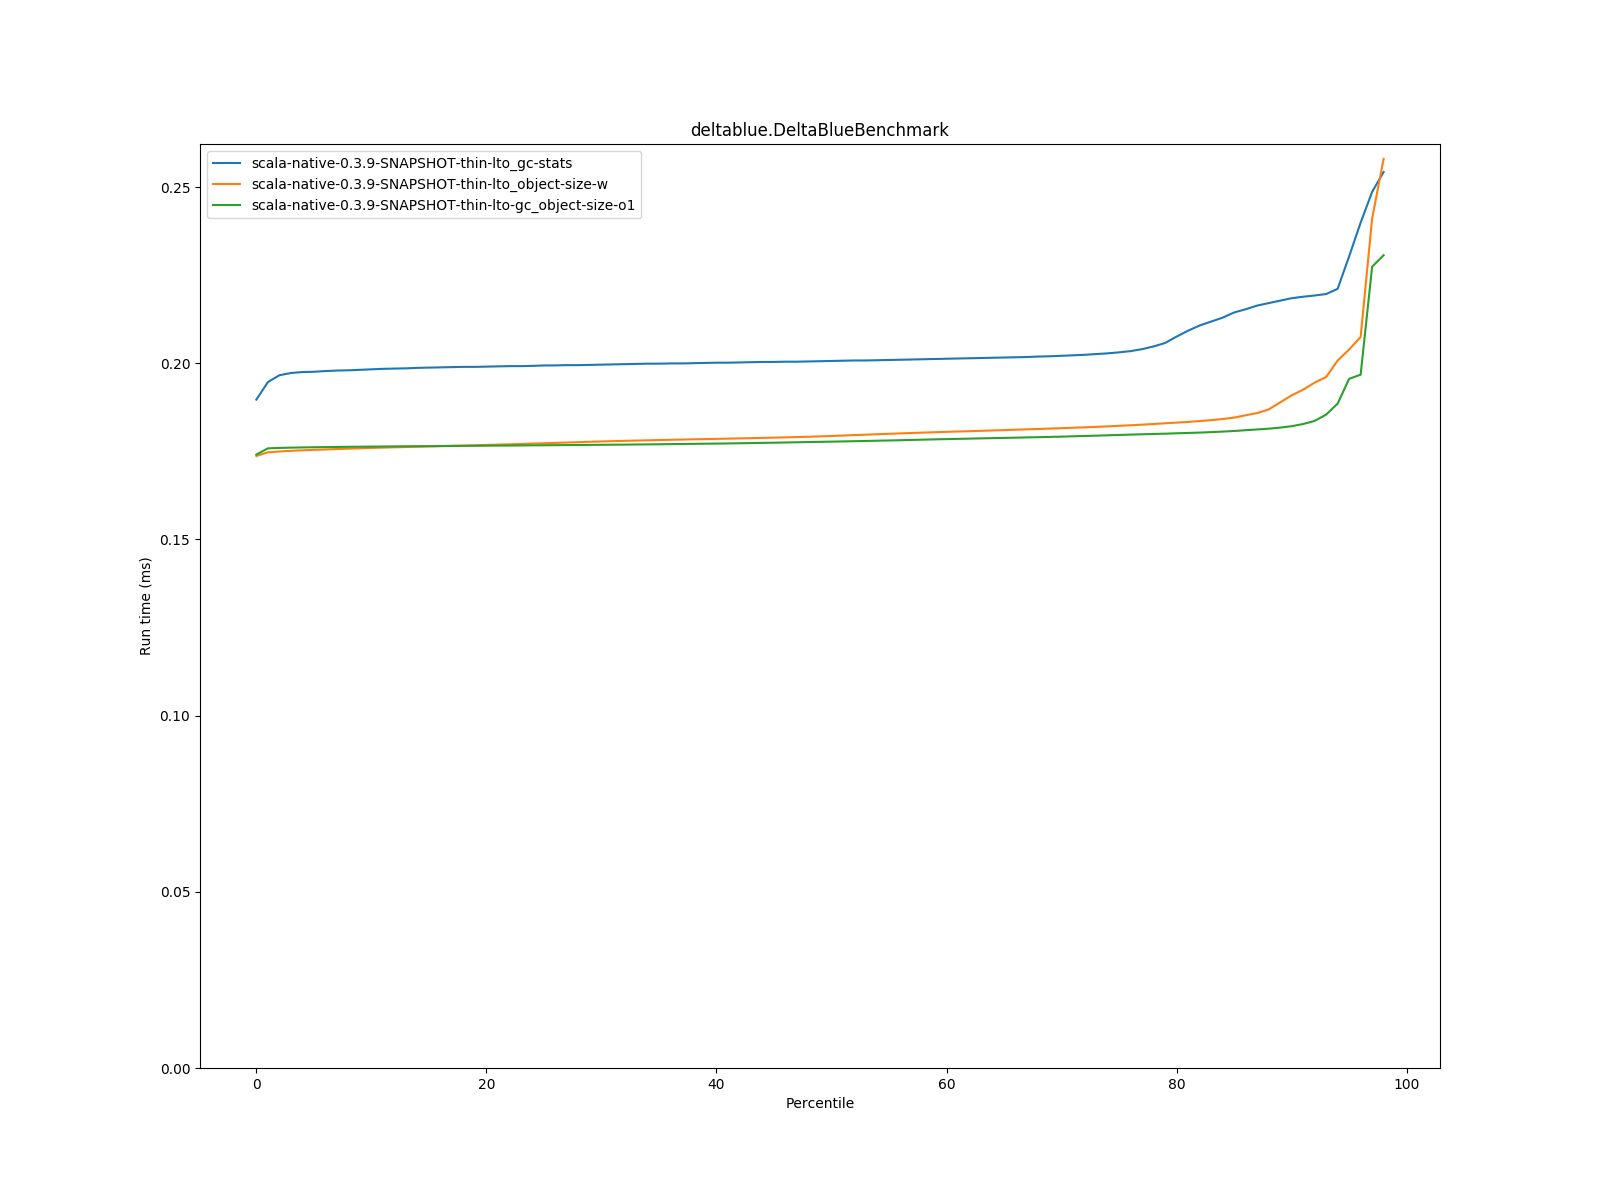 deltablue.DeltaBlueBenchmark
scala-native-0.3.9-SNAPSHOT-thin-lto_gc-stats
scala-native-0.3.9-SNAPSHOT-thin-lto_object-size-w
scala-native-0.3.9-SNAPSHOT-thin-lto-gc_object-size-o1
0.25
0.20
0.15
0.10
0.05
0.00
Run time (ms)
0 20 40 60 80 100
Percentile